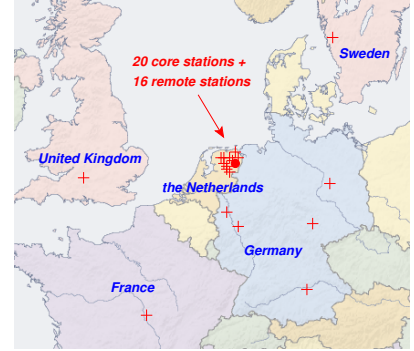 Sweden
20 core stations +
16 remote stations
United Kingdom
the Netherlands
Germany
France